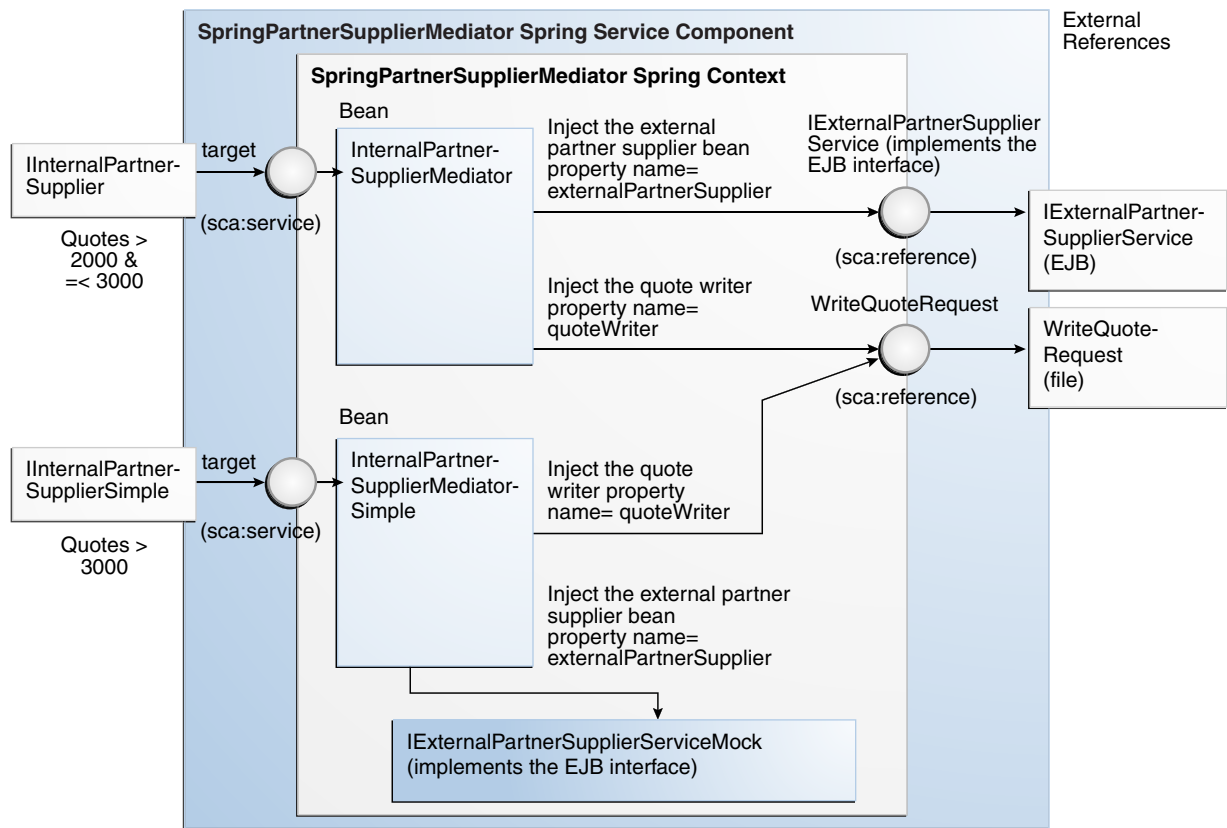 External
References
SpringPartnerSupplierMediator Spring Service Component
SpringPartnerSupplierMediator Spring Context
Bean
InternalPartner-
SupplierMediator
Inject the external
partner supplier bean
property name=
externalPartnerSupplier
IExternalPartnerSupplier
Service (implements the
EJB interface)
IInternalPartner-
Supplier
target
(sca:service)
Quotes >
2000 &
=< 3000
(sca:reference)
IExternalPartner-
SupplierService
(EJB)
Inject the quote writer
property name=
quoteWriter
WriteQuoteRequest
(sca:reference)
WriteQuote-
Request
(file)
Bean
InternalPartner-
SupplierMediator-
Simple
IInternalPartner-
SupplierSimple
target
(sca:service)
Quotes >
3000
Inject the quote
writer property
name= quoteWriter
Inject the external partner
supplier bean
property name=
externalPartnerSupplier
IExternalPartnerSupplierServiceMock
(implements the EJB interface)